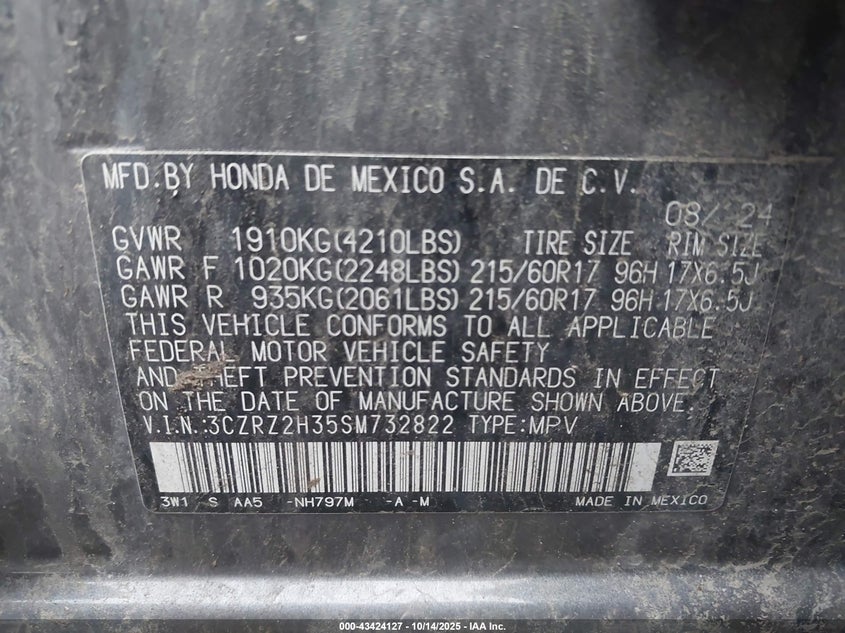 MFD.BY HONDA DE MEXICO S.A. DE C.V.
08/ 24
GVWR 1910KG(4210LBS) TIRE SIZE RIM SIZE
GAWR F 1020KG(2248LBS) 215/60R17 96H 17X6.5J
GAWR R 935KG(2061LBS) 215/60R17 96H 17X6.5J
THIS VEHICLE CONFORMS TO ALL APPLICABLE
FEDERAL MOTOR VEHICLE SAFETY
AND THEFT PREVENTION STANDARDS IN EFFECT
ON THE DATE OF MANUFACTURE SHOWN ABOVE.
V.I.N.:3CZRZ2H35SM732822 TYPE:MPV
3W1 S AA5 -NH797M -A -M MADE IN MEXICO
000-43424127 - 10/14/2025 - IAA Inc.